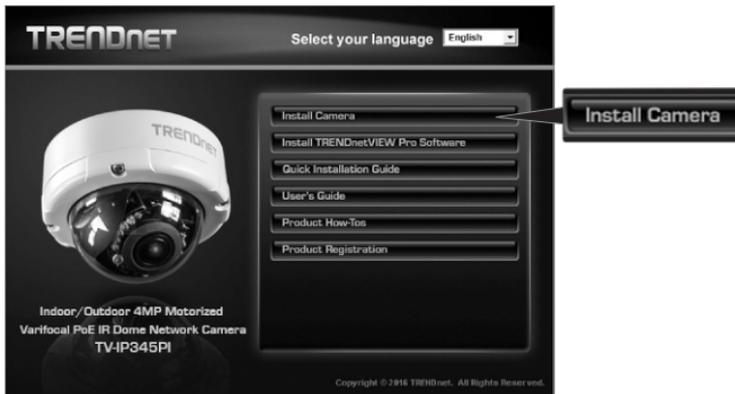 TRENDNET
Select your language English
Install Camera
Install Camera
Install TRENDnetVIEW Pro Software
Quick Installation Guide
User's Guide
Product How-Tos
Product Registration
TRENDNET
Indoor/Outdoor 4MP Motorized
Varifocal PoE IR Dome Network Camera
TV-IP345PI
Copyright © 2016 TRENDnet. All Rights Reserved.